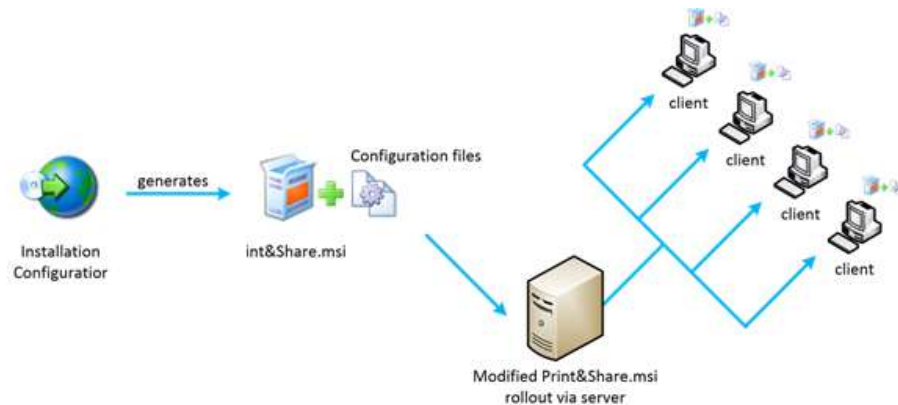 client
client
client
client
generates
Configuration files
Installation
Configuratior
int&Share.msi
Modified Print&Share.msi
rollout via server